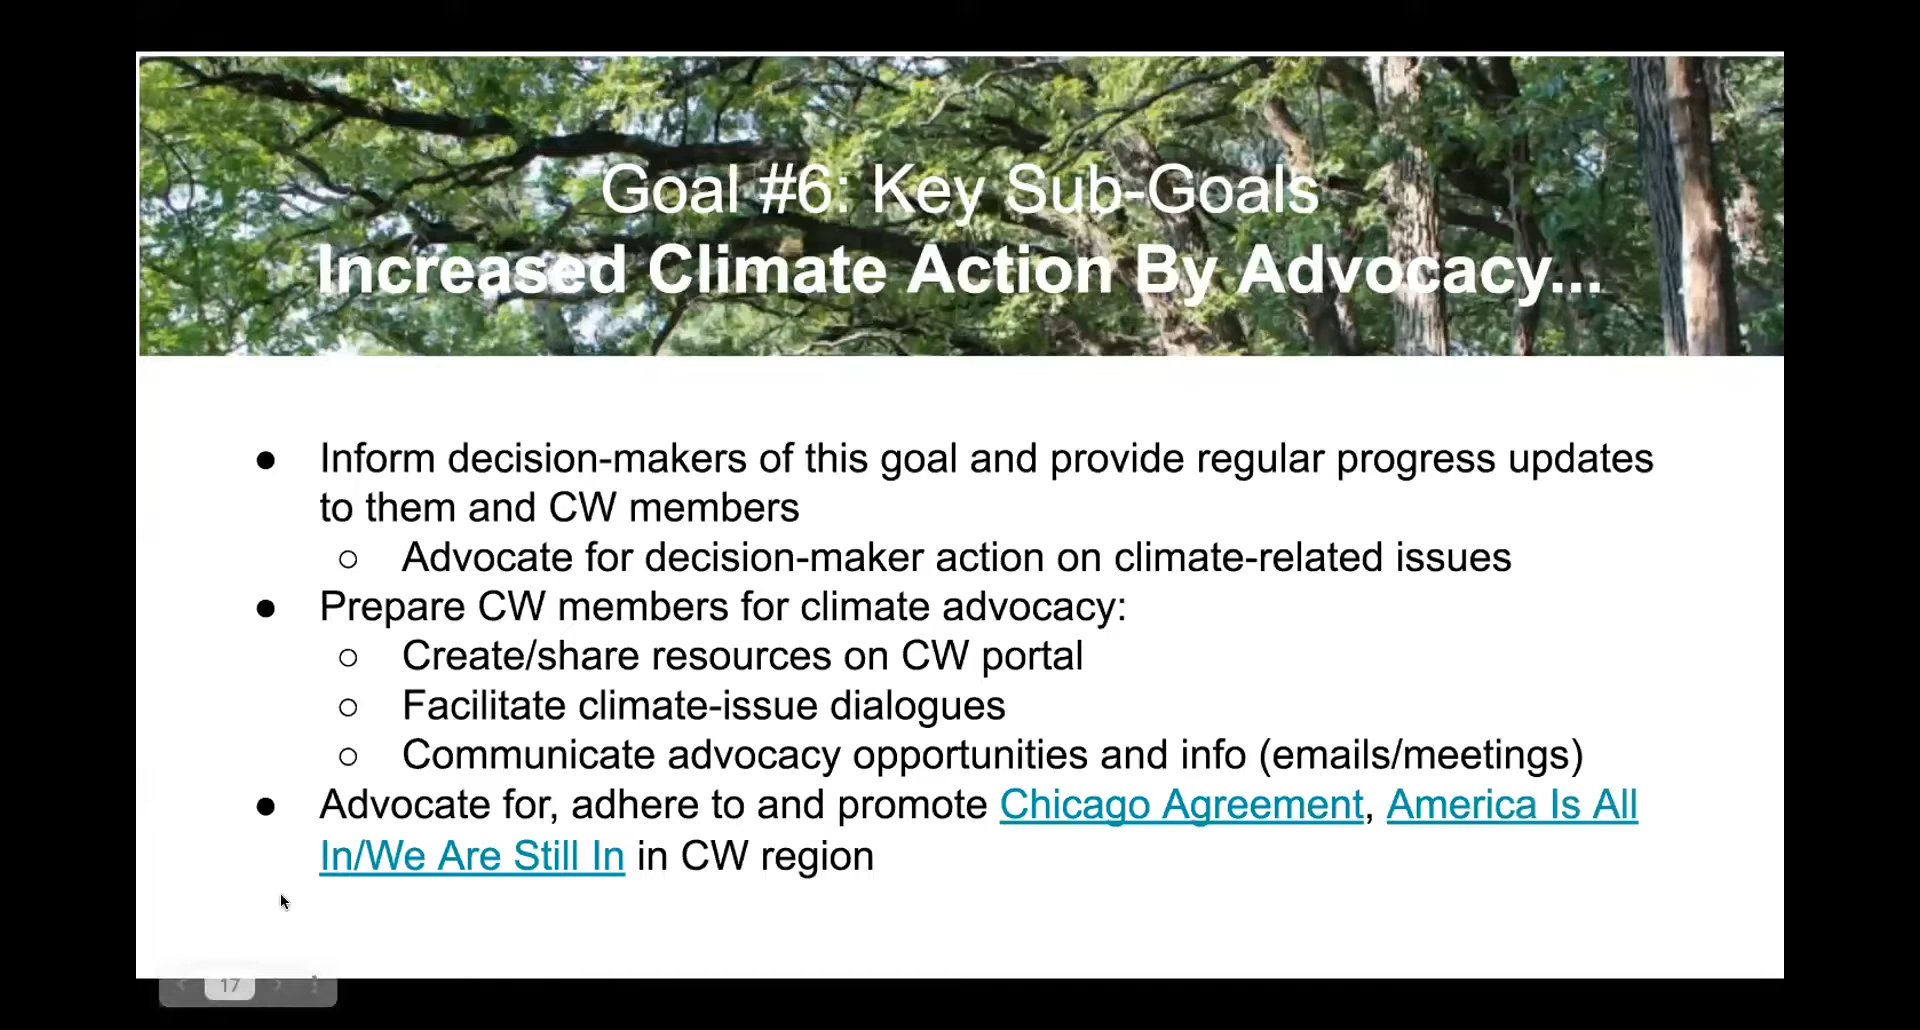 Goal #6: Key Sub-Goals
Increased Climate Action By Advocacy...
● Inform decision-makers of this goal and provide regular progress updates
to them and CW members
○ Advocate for decision-maker action on climate-related issues
● Prepare CW members for climate advocacy:
○ Create/share resources on CW portal
○ Facilitate climate-issue dialogues
○ Communicate advocacy opportunities and info (emails/meetings)
● Advocate for, adhere to and promote Chicago Agreement, America Is All
In/We Are Still In in CW region
17